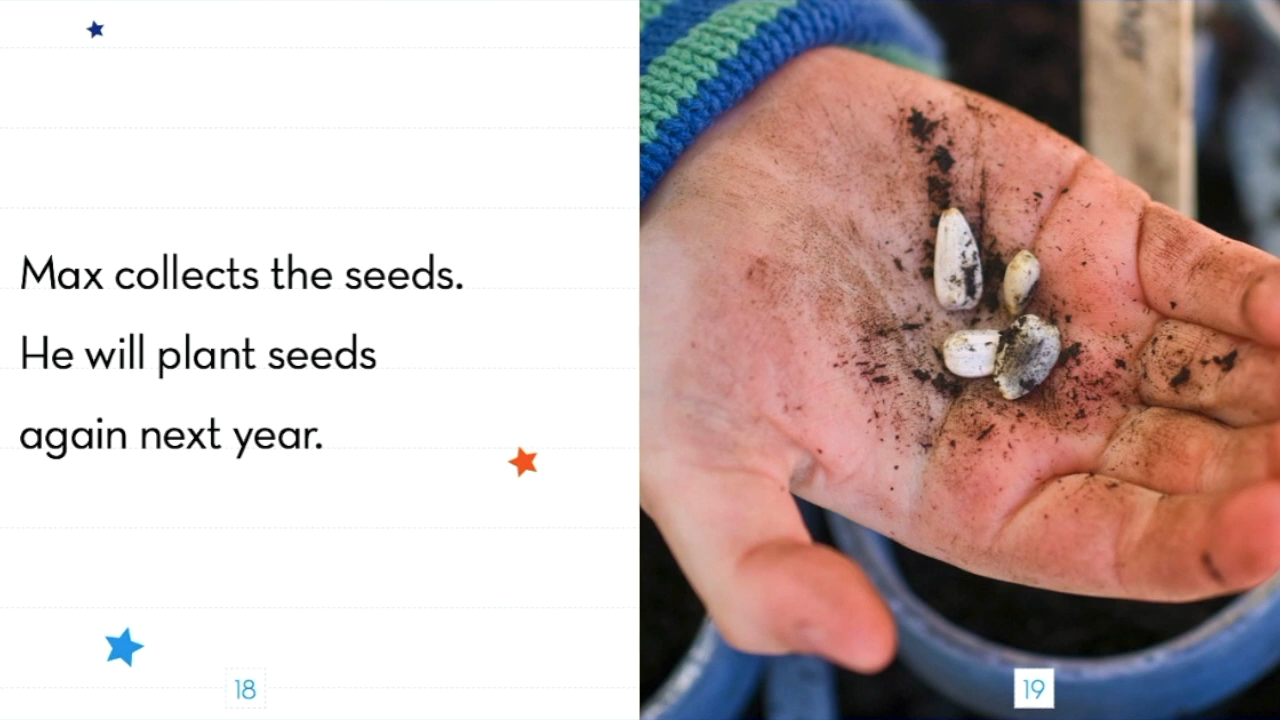 Max collects the seeds.
He will plant seeds
again next year.
18
19